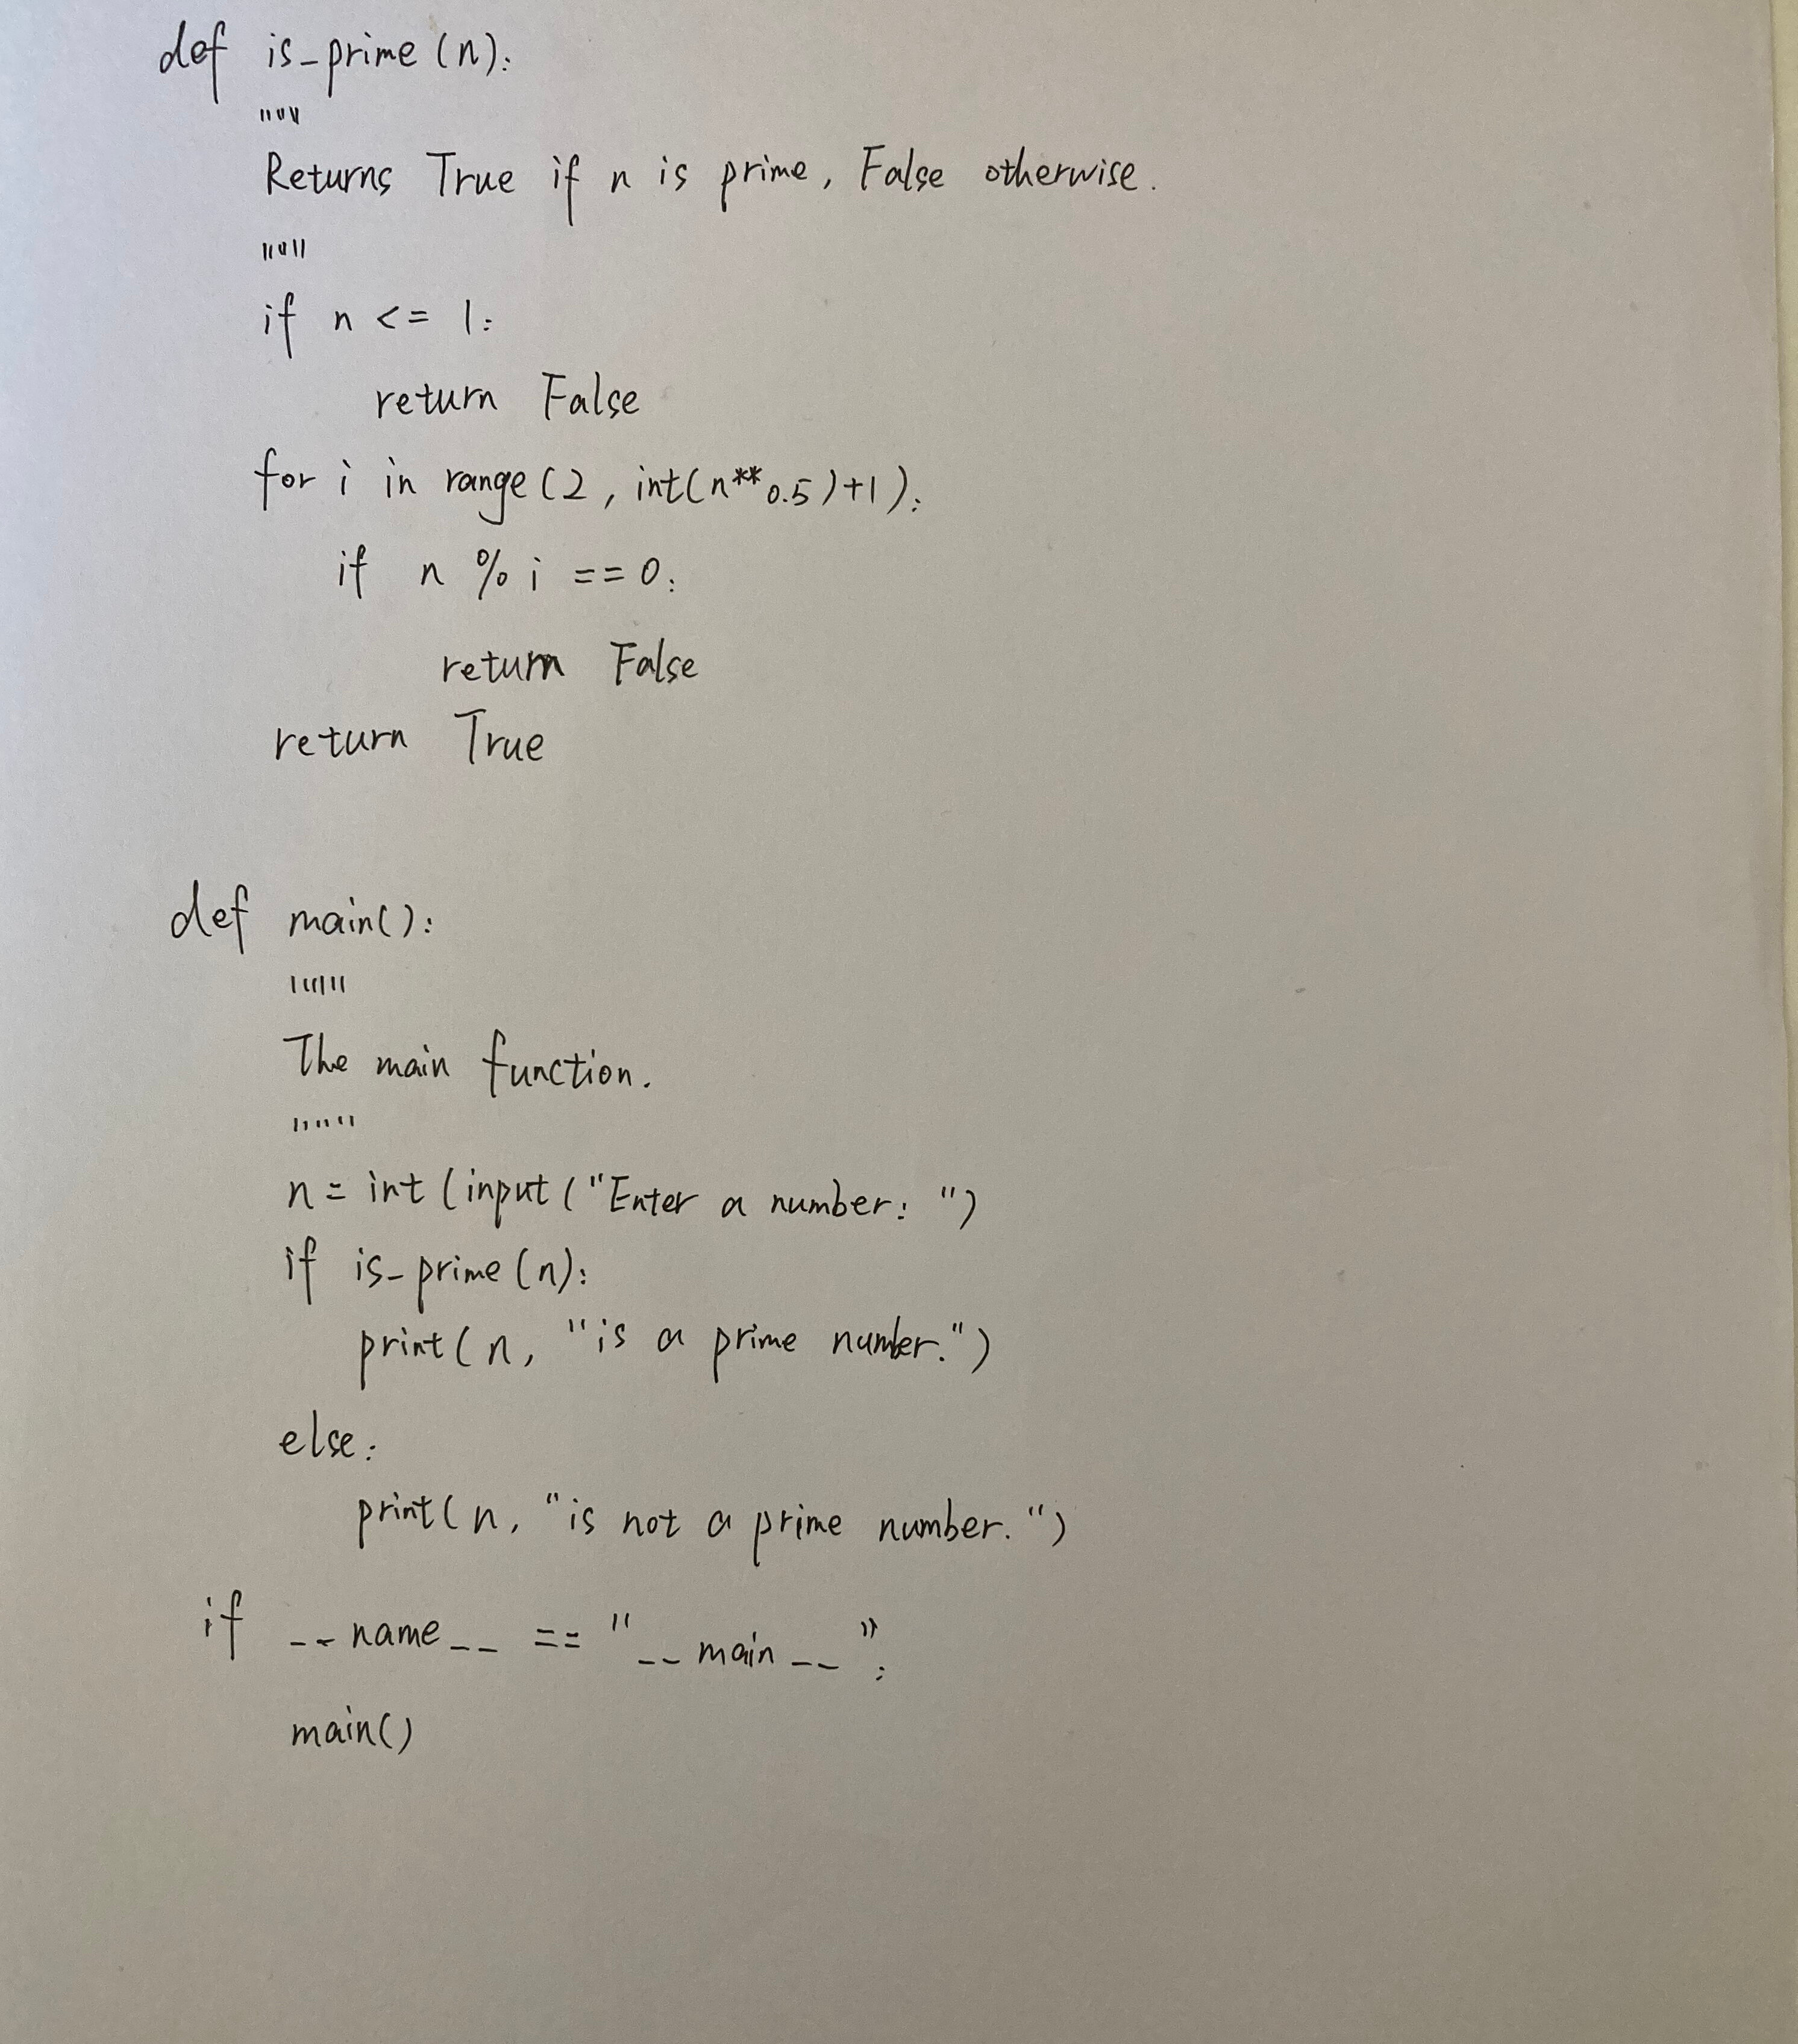 def is_prime(n):
"""
Returns True if n is prime, False otherwise.
"""
if n <= 1:
return False
for i in range(2, int(n**0.5)+1):
if n % i == 0:
return False
return True
def main():
"""
The main function.
"""
n = int(input("Enter a number: ")
if is_prime(n):
print(n, "is a prime number.")
else:
print(n, "is not a prime number.")
if __name__ == "__main__":
main()